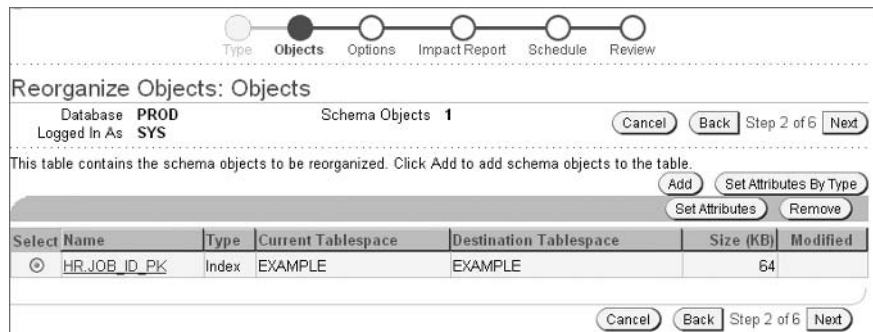 Type Objects Options Impact Report Schedule Review
Reorganize Objects: Objects
Database PROD Schema Objects 1 Cancel Back Step 2 of 6 Next
Logged In As SYS
This table contains the schema objects to be reorganized. Click Add to add schema objects to the table.
Add Set Attributes By Type
Set Attributes Remove
Select Name Type Current Tablespace Destination Tablespace Size (KB) Modified
HR.JOB_ID_PK Index EXAMPLE EXAMPLE 64
Cancel Back Step 2 of 6 Next